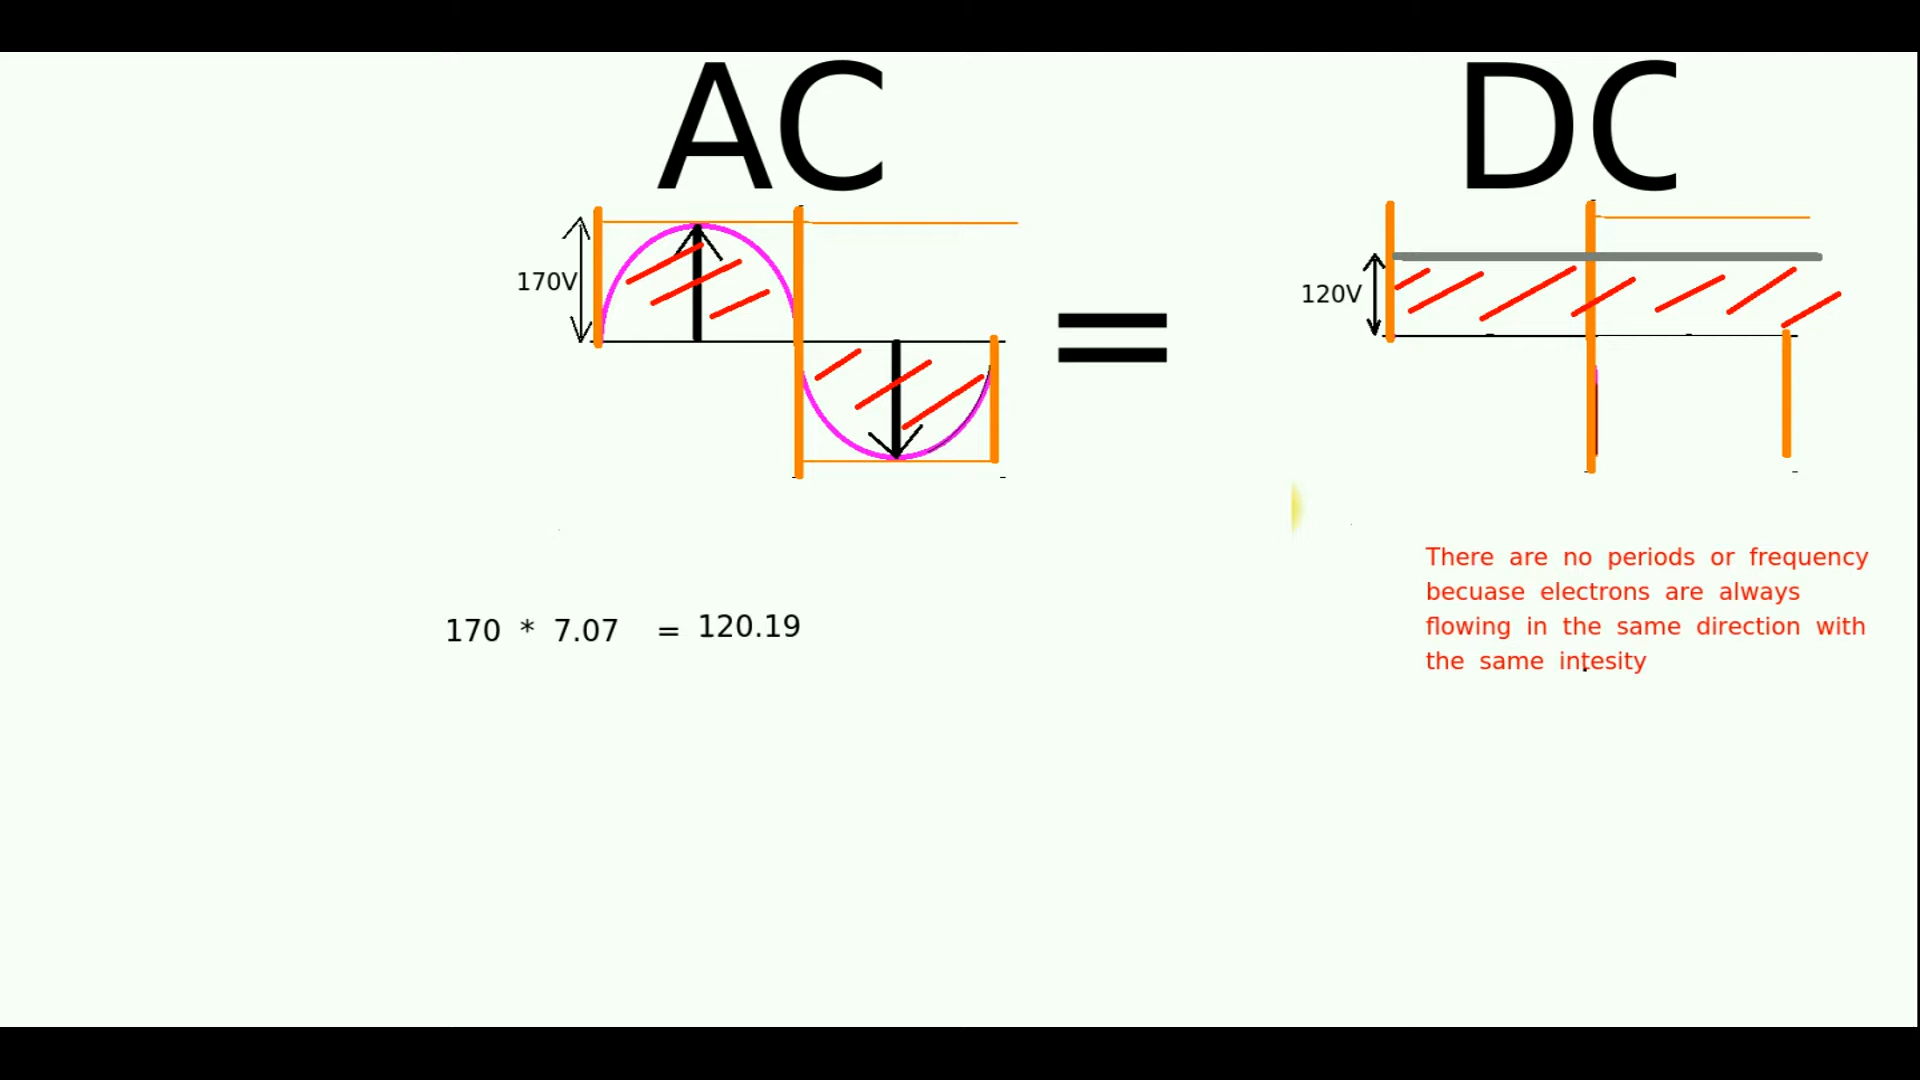 AC
DC
=
170V
120V
170 * 7.07 = 120.19
There are no periods or frequency
becuase electrons are always
flowing in the same direction with
the same intesity